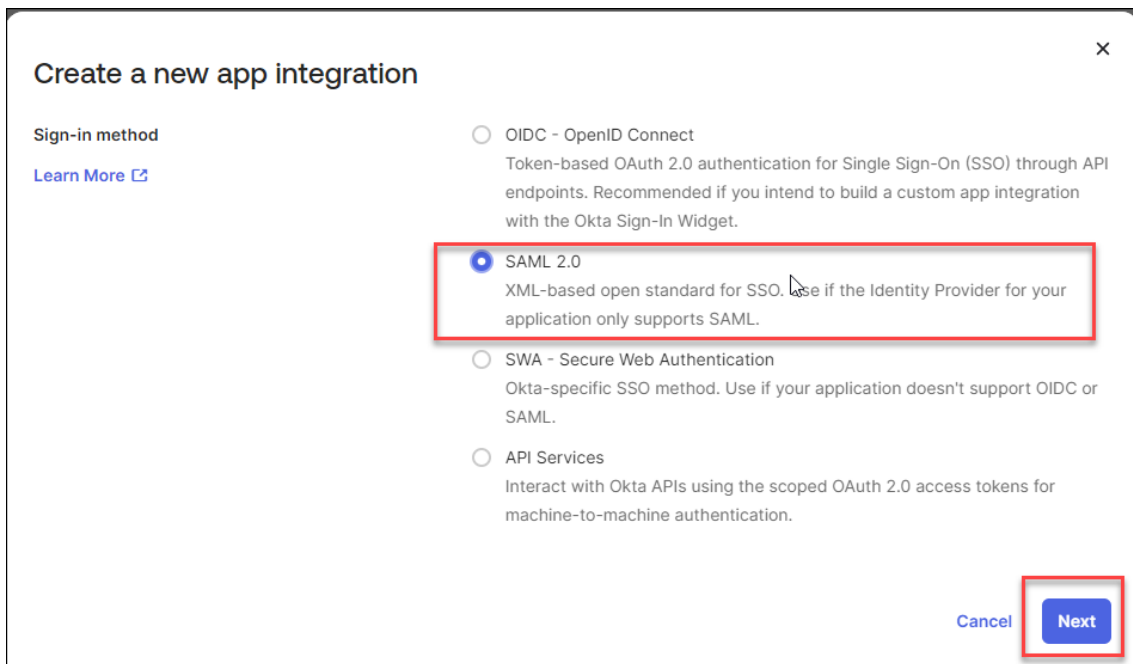 Create a new app integration
Sign-in method
Learn More
OIDC - OpenID Connect
Token-based OAuth 2.0 authentication for Single Sign-On (SSO) through API
endpoints. Recommended if you intend to build a custom app integration
with the Okta Sign-In Widget.
SAML 2.0
XML-based open standard for SSO. Use if the Identity Provider for your
application only supports SAML.
SWA - Secure Web Authentication
Okta-specific SSO method. Use if your application doesn't support OIDC or
SAML.
API Services
Interact with Okta APIs using the scoped OAuth 2.0 access tokens for
machine-to-machine authentication.
Cancel
Next